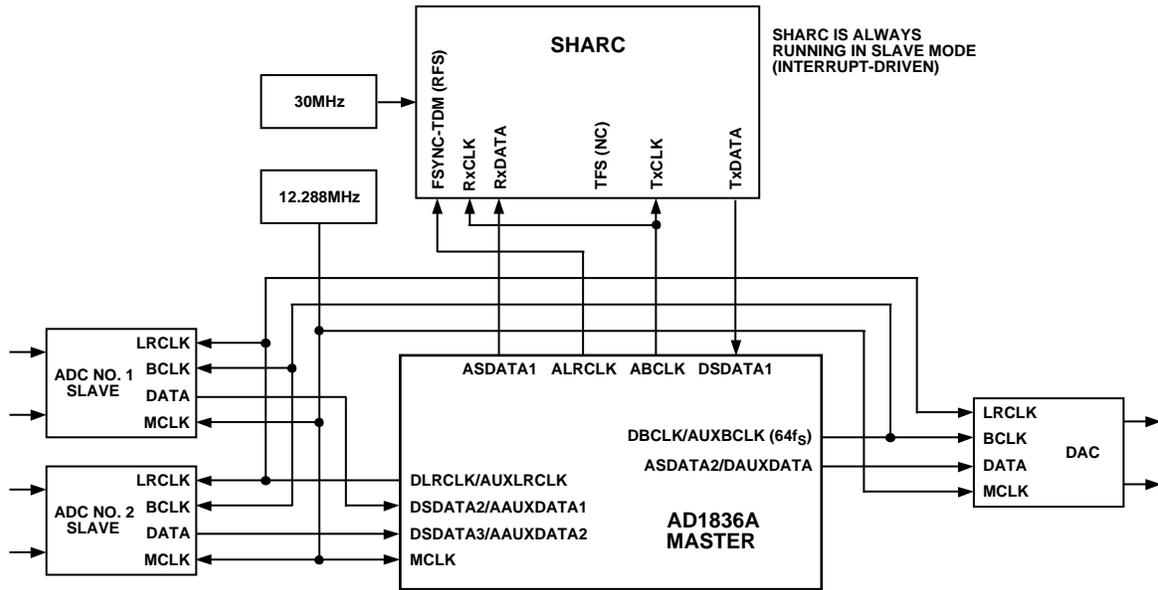 SHARC
SHARC IS ALWAYS
RUNNING IN SLAVE MODE
(INTERRUPT-DRIVEN)
30MHz
FSYNC-TDM (RFS)
RxCLK
RxDATA
TFS (NC)
TxCLK
TxDATA
12.288MHz
ADC NO. 1
SLAVE
LRCLK
BCLK
DATA
MCLK
ADC NO. 2
SLAVE
LRCLK
BCLK
DATA
MCLK
ASDATA1
ALRCLK
ABCLK
DSDATA1
DBCLK/AUXBCLK (64fS)
ASDATA2/DAUXDATA
DLRCLK/AUXLRCLK
DSDATA2/AAUXDATA1
DSDATA3/AAUXDATA2
MCLK
AD1836A
MASTER
LRCLK
BCLK
DATA
MCLK
DAC